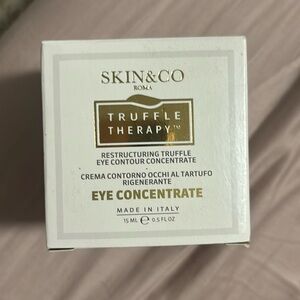 SKIN&CO
ROMA
TRUFFLE
THERAPY™
RESTRUCTURING TRUFFLE
EYE CONTOUR CONCENTRATE
CREMA CONTORNO OCCHI AL TARTUFO
RIGENERANTE
EYE CONCENTRATE
MADE IN ITALY
15 ML ℮ 0.5 FL OZ